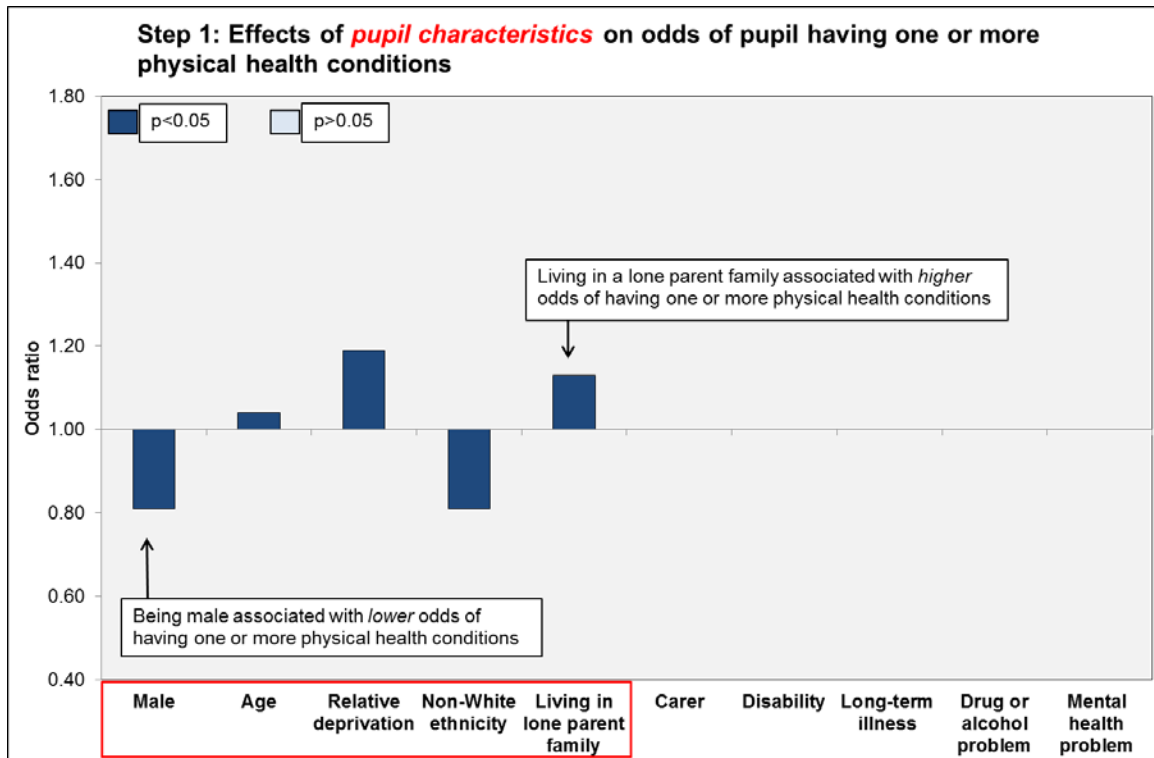 Step 1: Effects of pupil characteristics on odds of pupil having one or more
physical health conditions
1.80
p<0.05
p>0.05
1.60
1.40
Living in a lone parent family associated with higher
odds of having one or more physical health conditions
1.20
Odds ratio
1.00
0.80
0.60
Being male associated with lower odds of
having one or more physical health conditions
0.40
Male
Age
Relative
deprivation
Non-White
ethnicity
Living in
lone parent
family
Carer
Disability
Long-term
illness
Drug or
alcohol
problem
Mental
health
problem